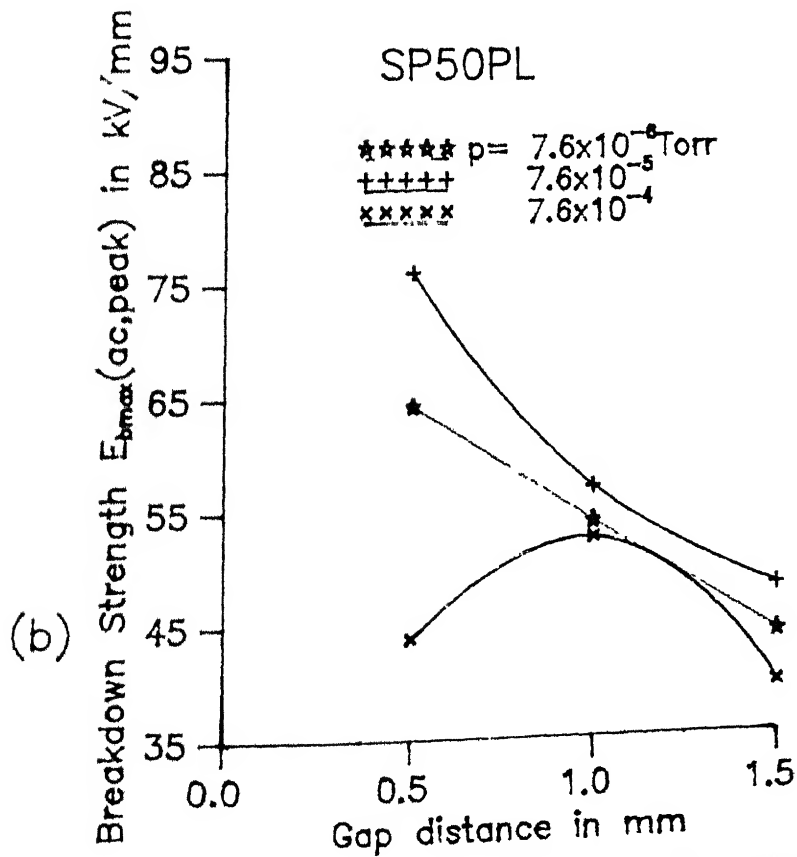 SP50PL
p= 7.6x10⁻⁶Torr
7.6x10⁻⁵
7.6x10⁻⁴
Breakdown Strength Ebmax(ac,peak) in kV/mm
95
85
75
65
55
45
35
(b)
0.0 0.5 1.0 1.5
Gap distance in mm